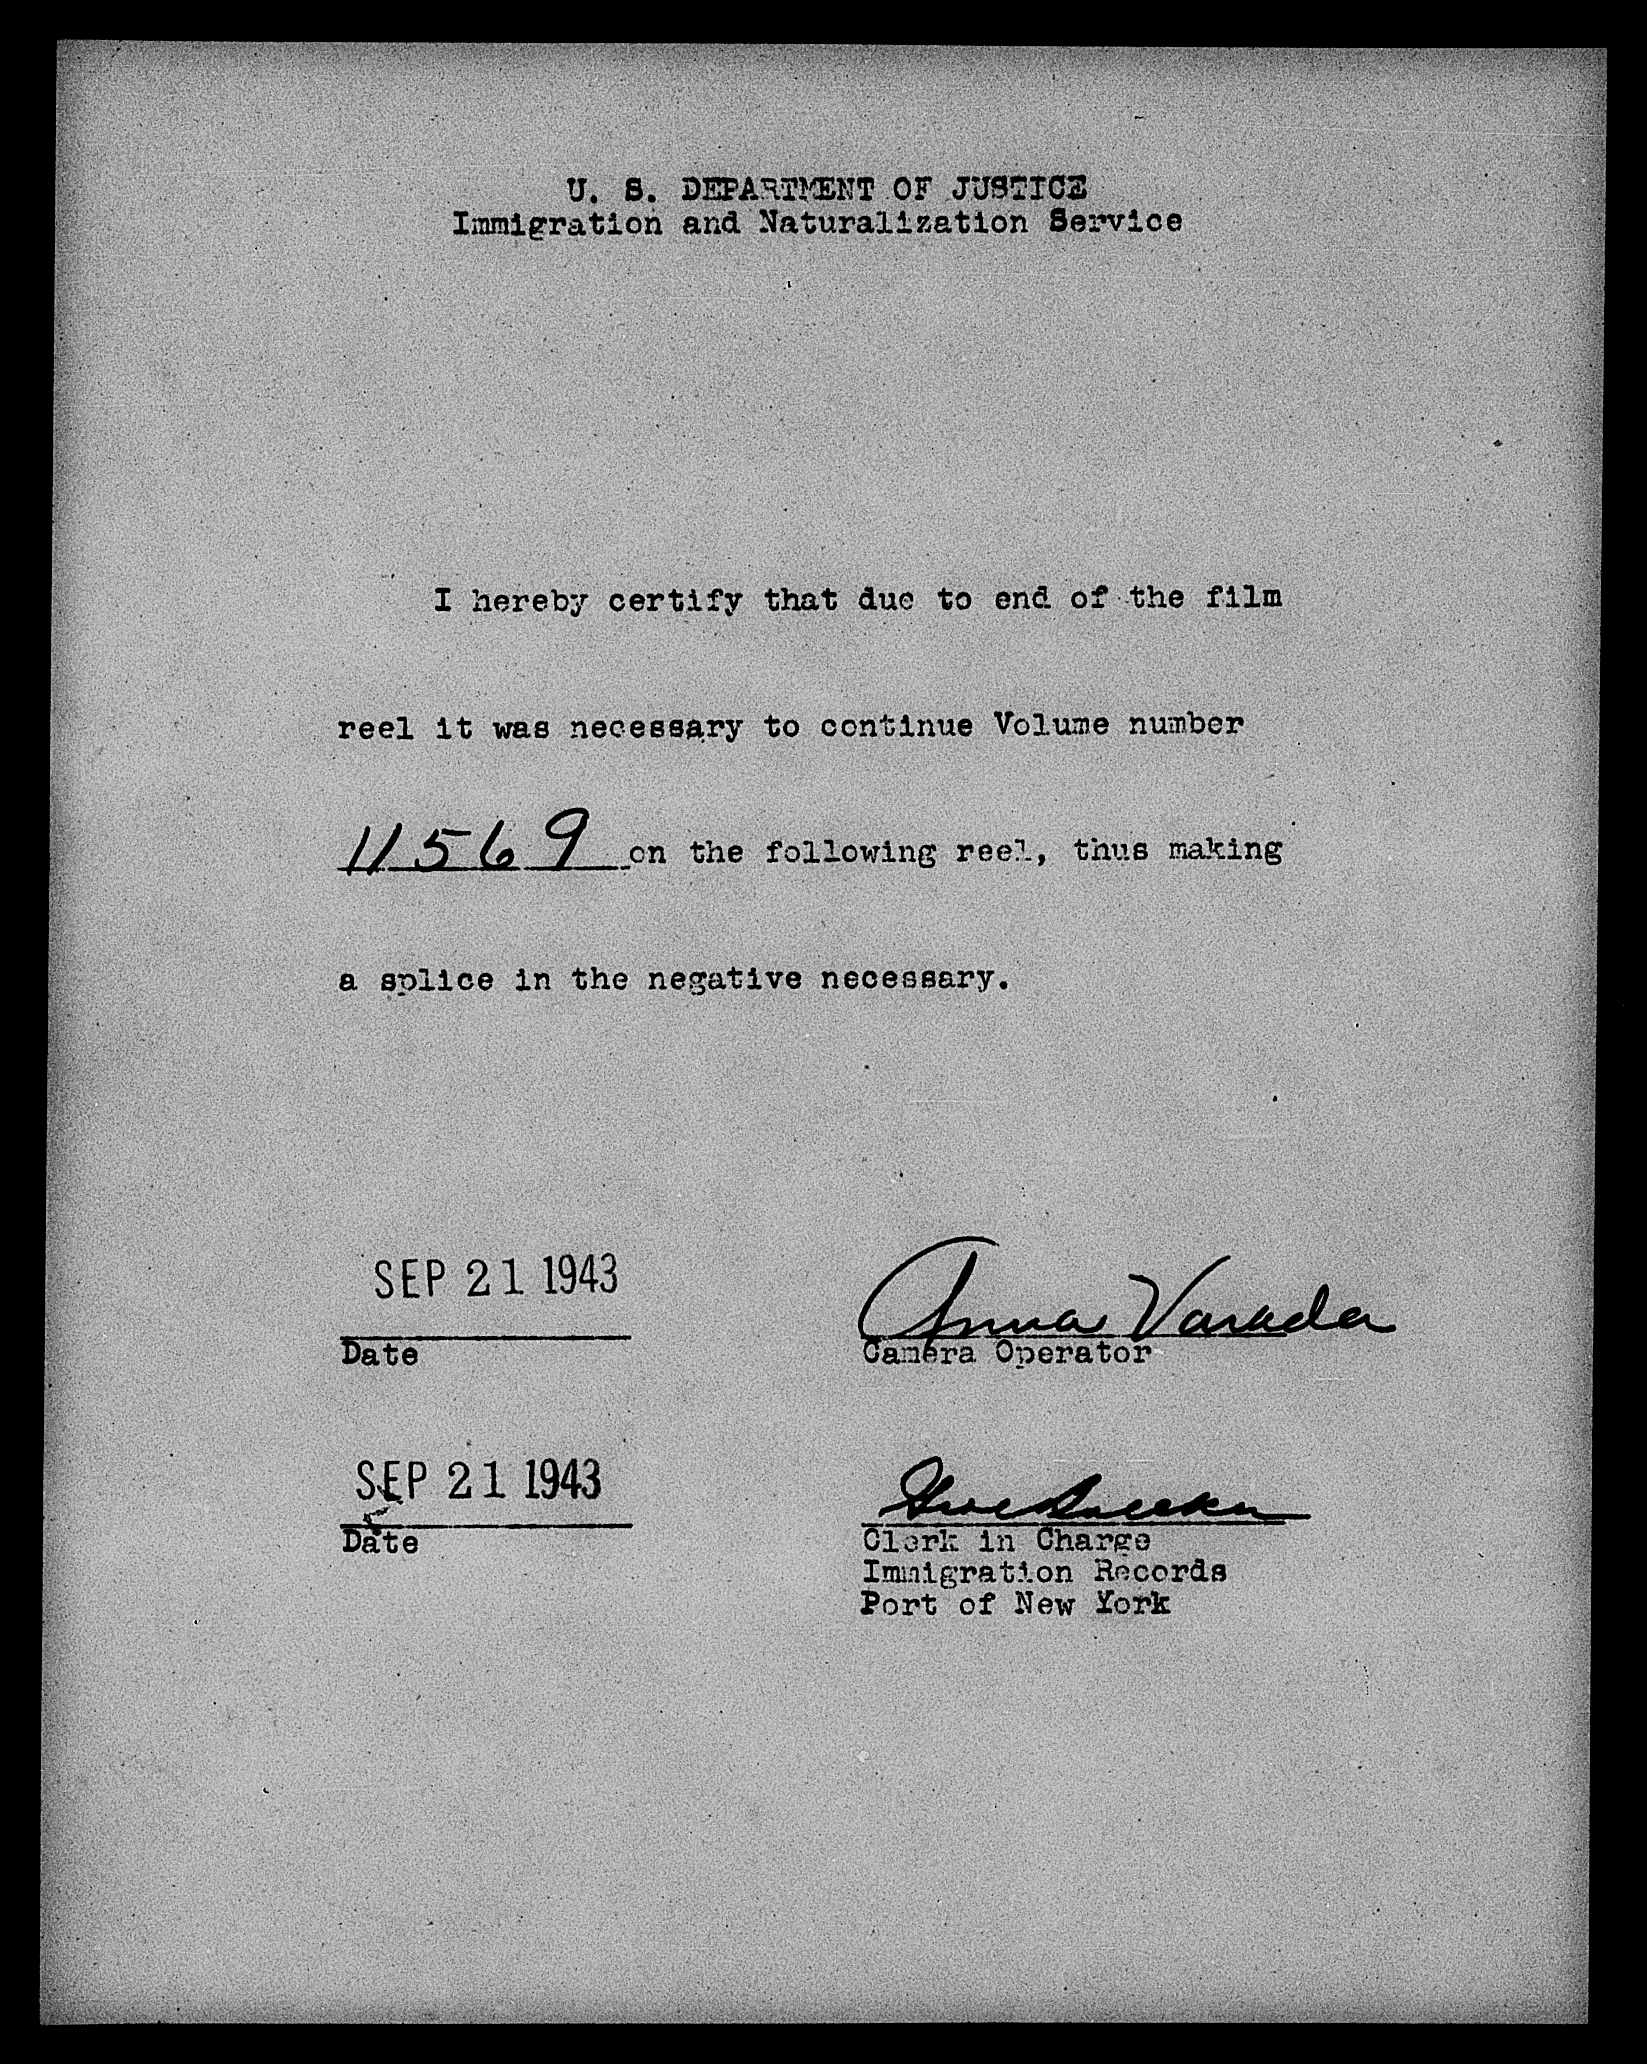 U. S. DEPARTMENT OF JUSTICE
Immigration and Naturalization Service
I hereby certify that due to end of the film
reel it was necessary to continue Volume number
11569 on the following reel, thus making
a splice in the negative necessary.
SEP 21 1943
Anna Varada
Date
Camera Operator
SEP 21 1943
Date
Clerk in Charge
Immigration Records
Port of New York